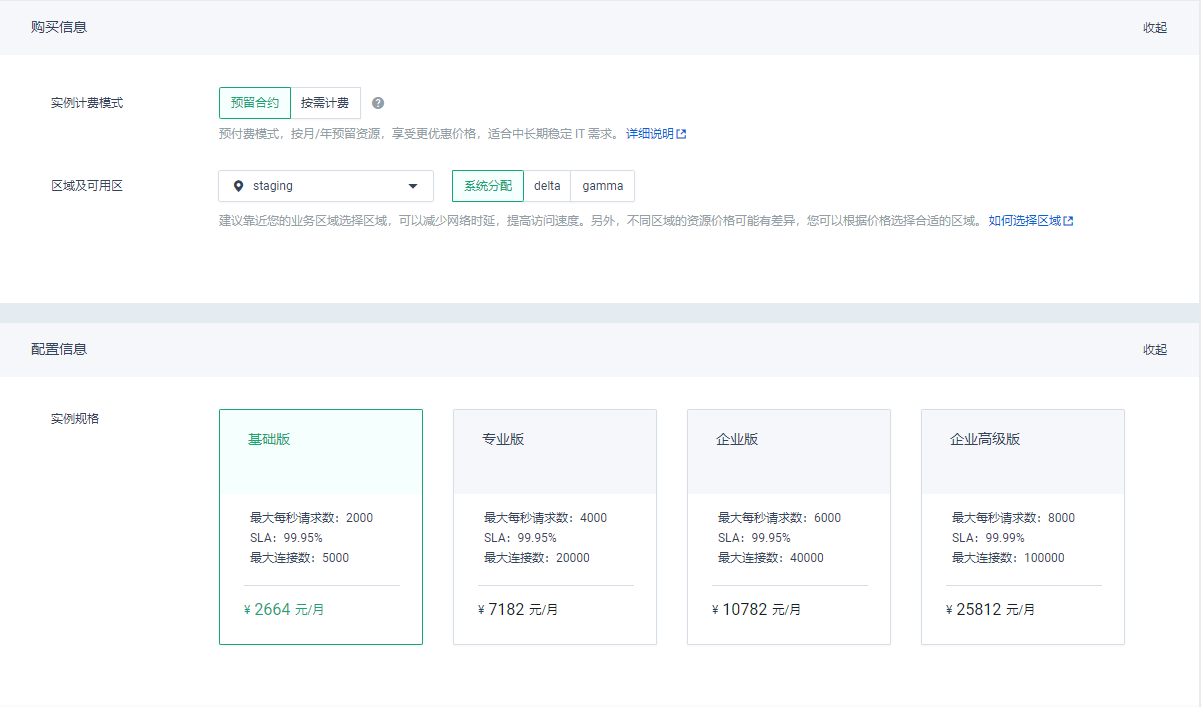 购买信息
收起
实例计费模式
预留合约
按需计费
?
预付费模式，按月/年预留资源，享受更优惠价格，适合中长期稳定 IT 需求。 详细说明
区域及可用区
staging
系统分配
delta
gamma
建议靠近您的业务区域选择区域，可以减少网络时延，提高访问速度。另外，不同区域的资源价格可能有差异，您可以根据价格选择合适的区域。 如何选择区域
配置信息
收起
实例规格
基础版
最大每秒请求数：2000
SLA：99.95%
最大连接数：5000
¥ 2664 元/月
专业版
最大每秒请求数：4000
SLA：99.95%
最大连接数：20000
¥ 7182 元/月
企业版
最大每秒请求数：6000
SLA：99.95%
最大连接数：40000
¥ 10782 元/月
企业高级版
最大每秒请求数：8000
SLA：99.99%
最大连接数：100000
¥ 25812 元/月